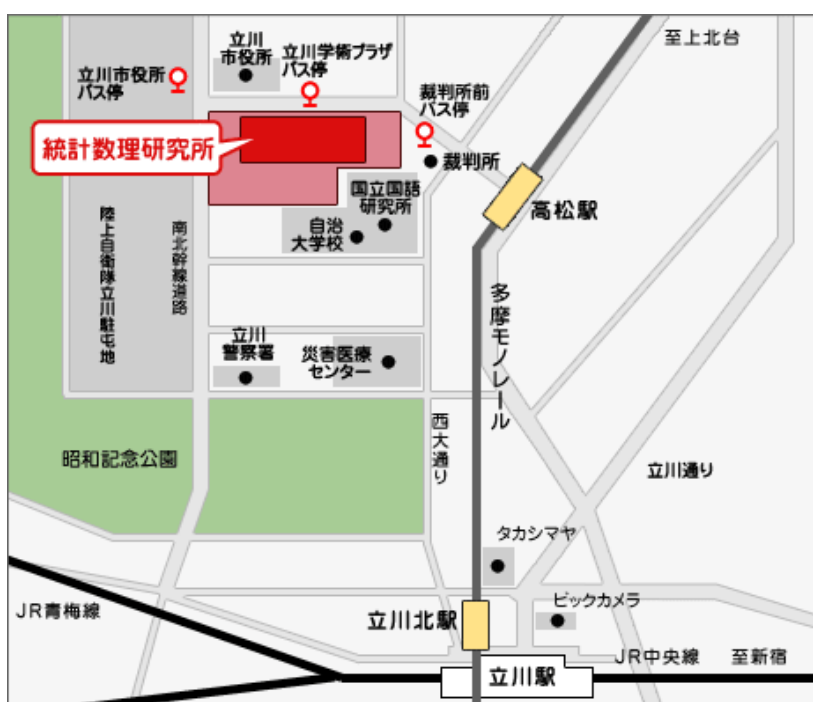 至上北台
立川
市役所
立川学術プラザ
バス停
立川市役所
バス停
裁判所前
バス停
統計数理研究所
裁判所
国立国語
研究所
高松駅
自治
大学校
陸上自衛隊立川駐屯地
南北幹線道路
多摩モノレール
立川
警察署
災害医療
センター
西大通り
昭和記念公園
立川通り
タカシマヤ
ビックカメラ
JR青梅線
立川北駅
JR中央線
至新宿
立川駅